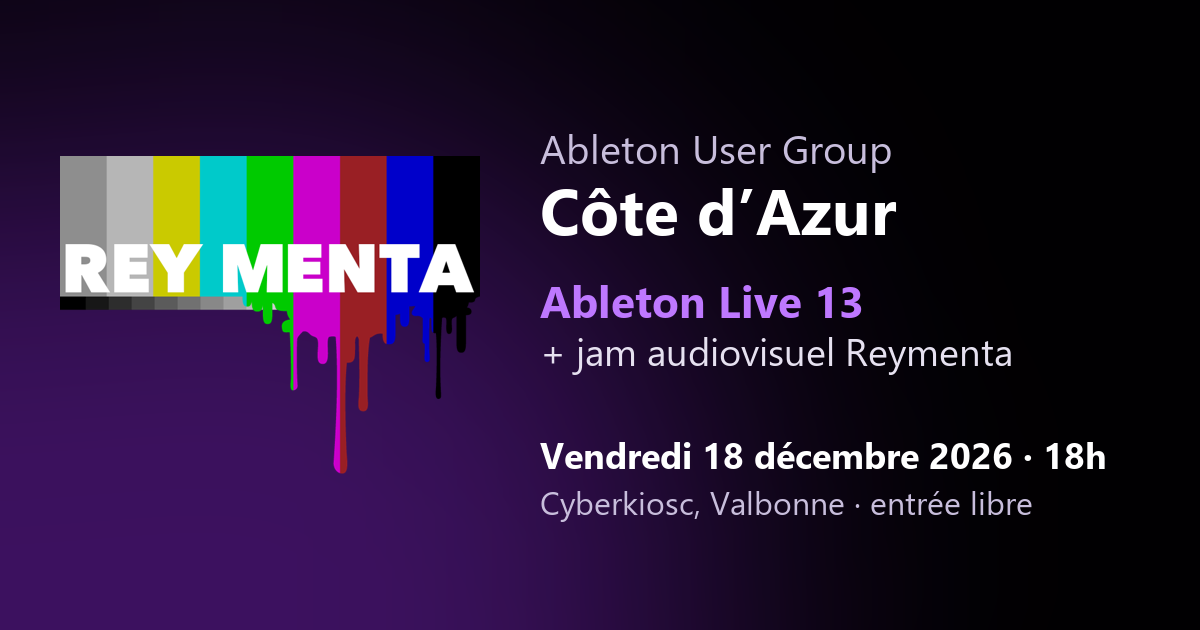 REY MENTA
Ableton User Group
Côte d’Azur
Ableton Live 13
+ jam audiovisuel Reymenta
Vendredi 18 décembre 2026 · 18h
Cyberkiosc, Valbonne · entrée libre